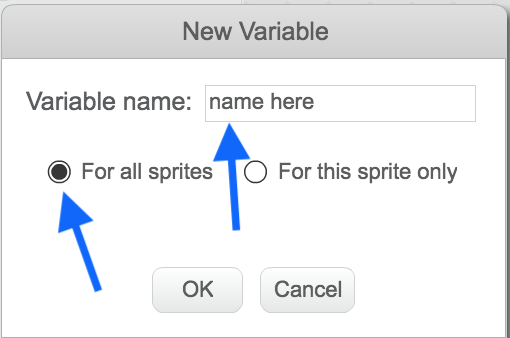 New Variable
Variable name: name here
For all sprites For this sprite only
OK Cancel